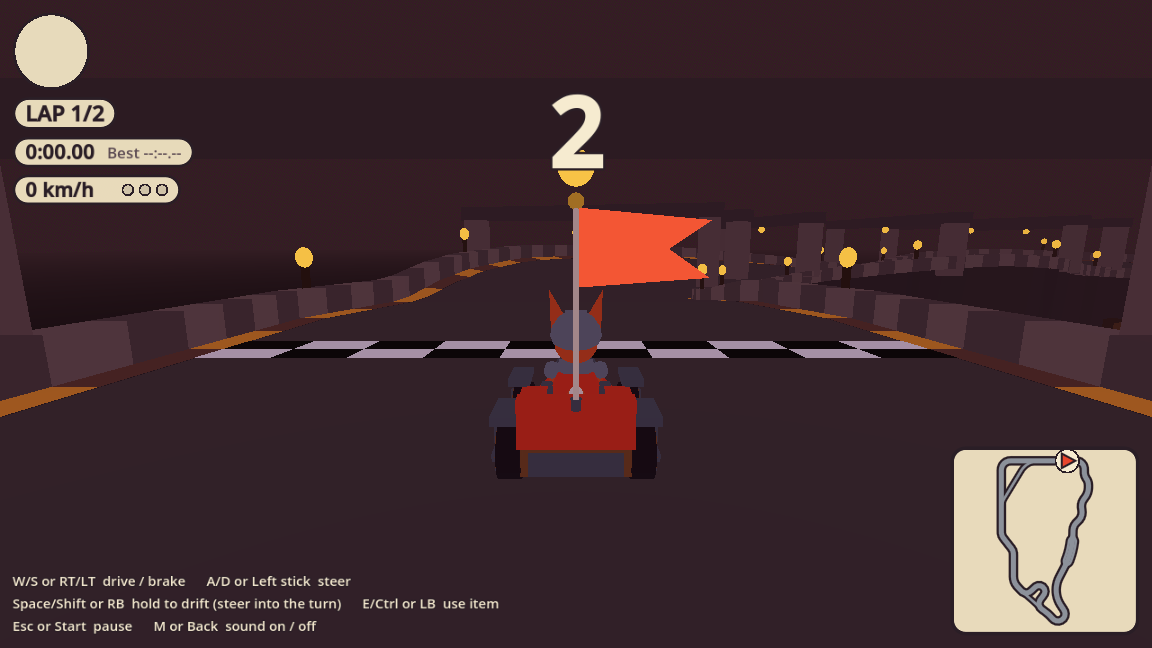 LAP 1/2
0:00.00 Best --:--.--
0 km/h
2
W/S or RT/LT drive / brake A/D or Left stick steer
Space/Shift or RB hold to drift (steer into the turn) E/Ctrl or LB use item
Esc or Start pause M or Back sound on / off